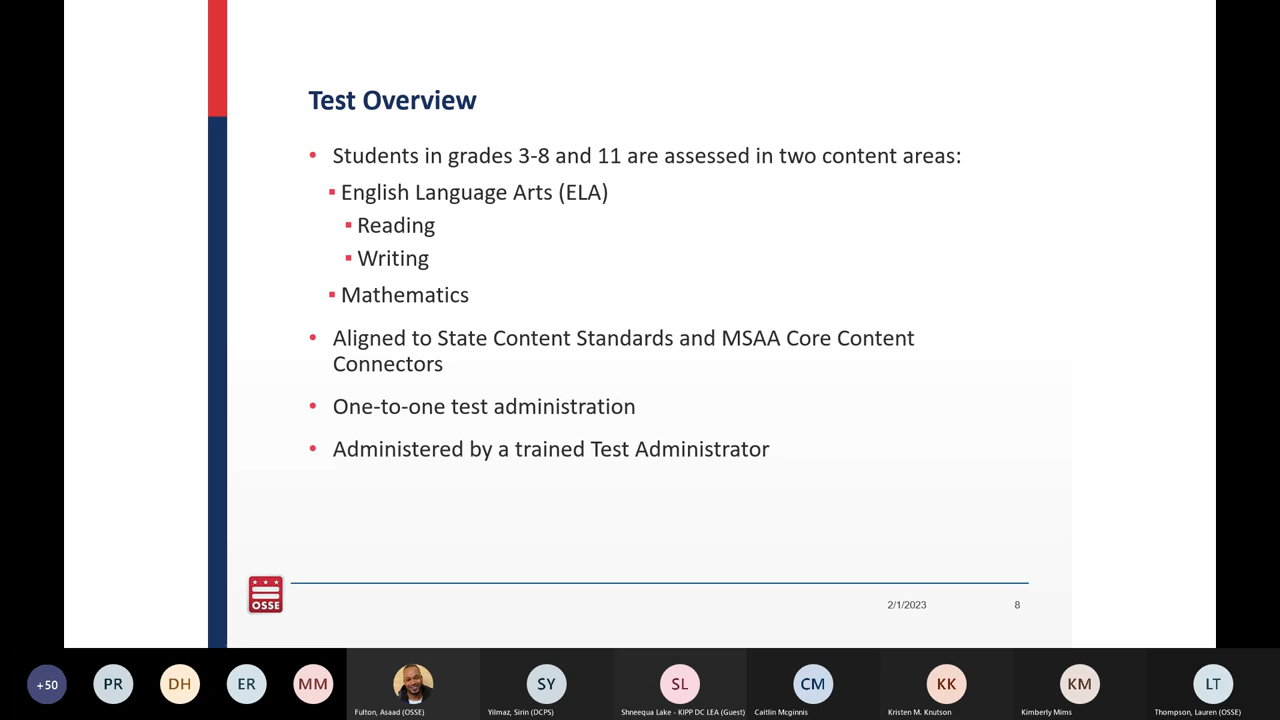 Test Overview
• Students in grades 3-8 and 11 are assessed in two content areas:
▪ English Language Arts (ELA)
▪ Reading
▪ Writing
▪ Mathematics
• Aligned to State Content Standards and MSAA Core Content
Connectors
• One-to-one test administration
• Administered by a trained Test Administrator
OSSE
2/1/2023 8
+50 PR DH ER MM SY SL CM KK KM LT
Fulton, Asaad (OSSE) Yilmaz, Sirin (DCPS) Shneequa Lake - KIPP DC LEA (Guest) Caitlin Mcginnis Kristen M. Knutson Kimberly Mims Thompson, Lauren (OSSE)